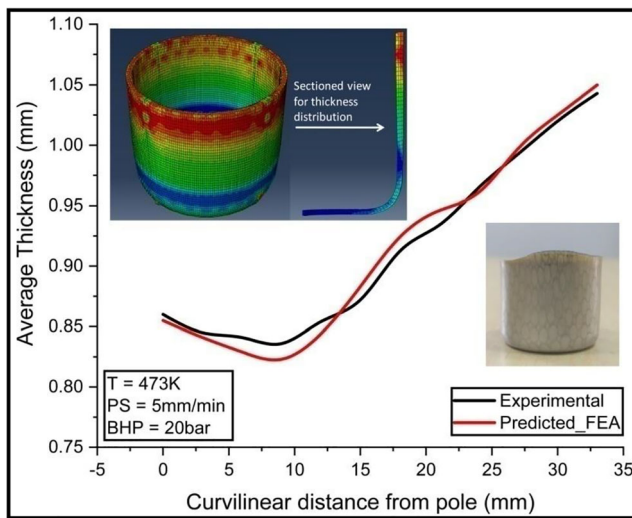 1.10
1.05
1.00
0.95
0.90
0.85
0.80
0.75
Average Thickness (mm)
Sectioned view
for thickness
distribution
T = 473K
PS = 5mm/min
BHP = 20bar
Experimental
Predicted_FEA
-5
0
5
10
15
20
25
30
35
Curvilinear distance from pole (mm)